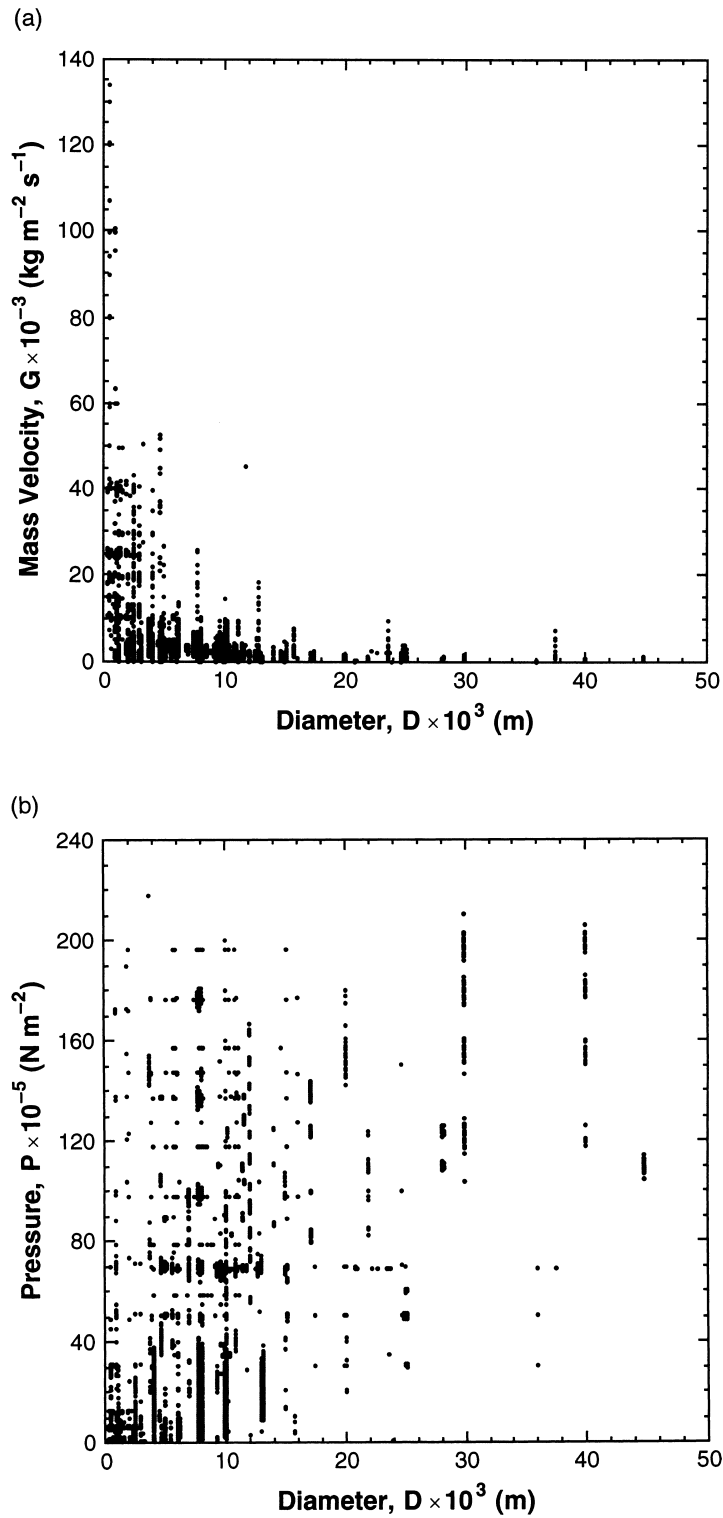 (a)
140
120
100
80
60
40
20
0
Mass Velocity, G × 10⁻³ (kg m⁻² s⁻¹)
0 10 20 30 40 50
Diameter, D × 10³ (m)
(b)
240
200
160
120
80
40
0
Pressure, P × 10⁻⁵ (N m⁻²)
0 10 20 30 40 50
Diameter, D × 10³ (m)